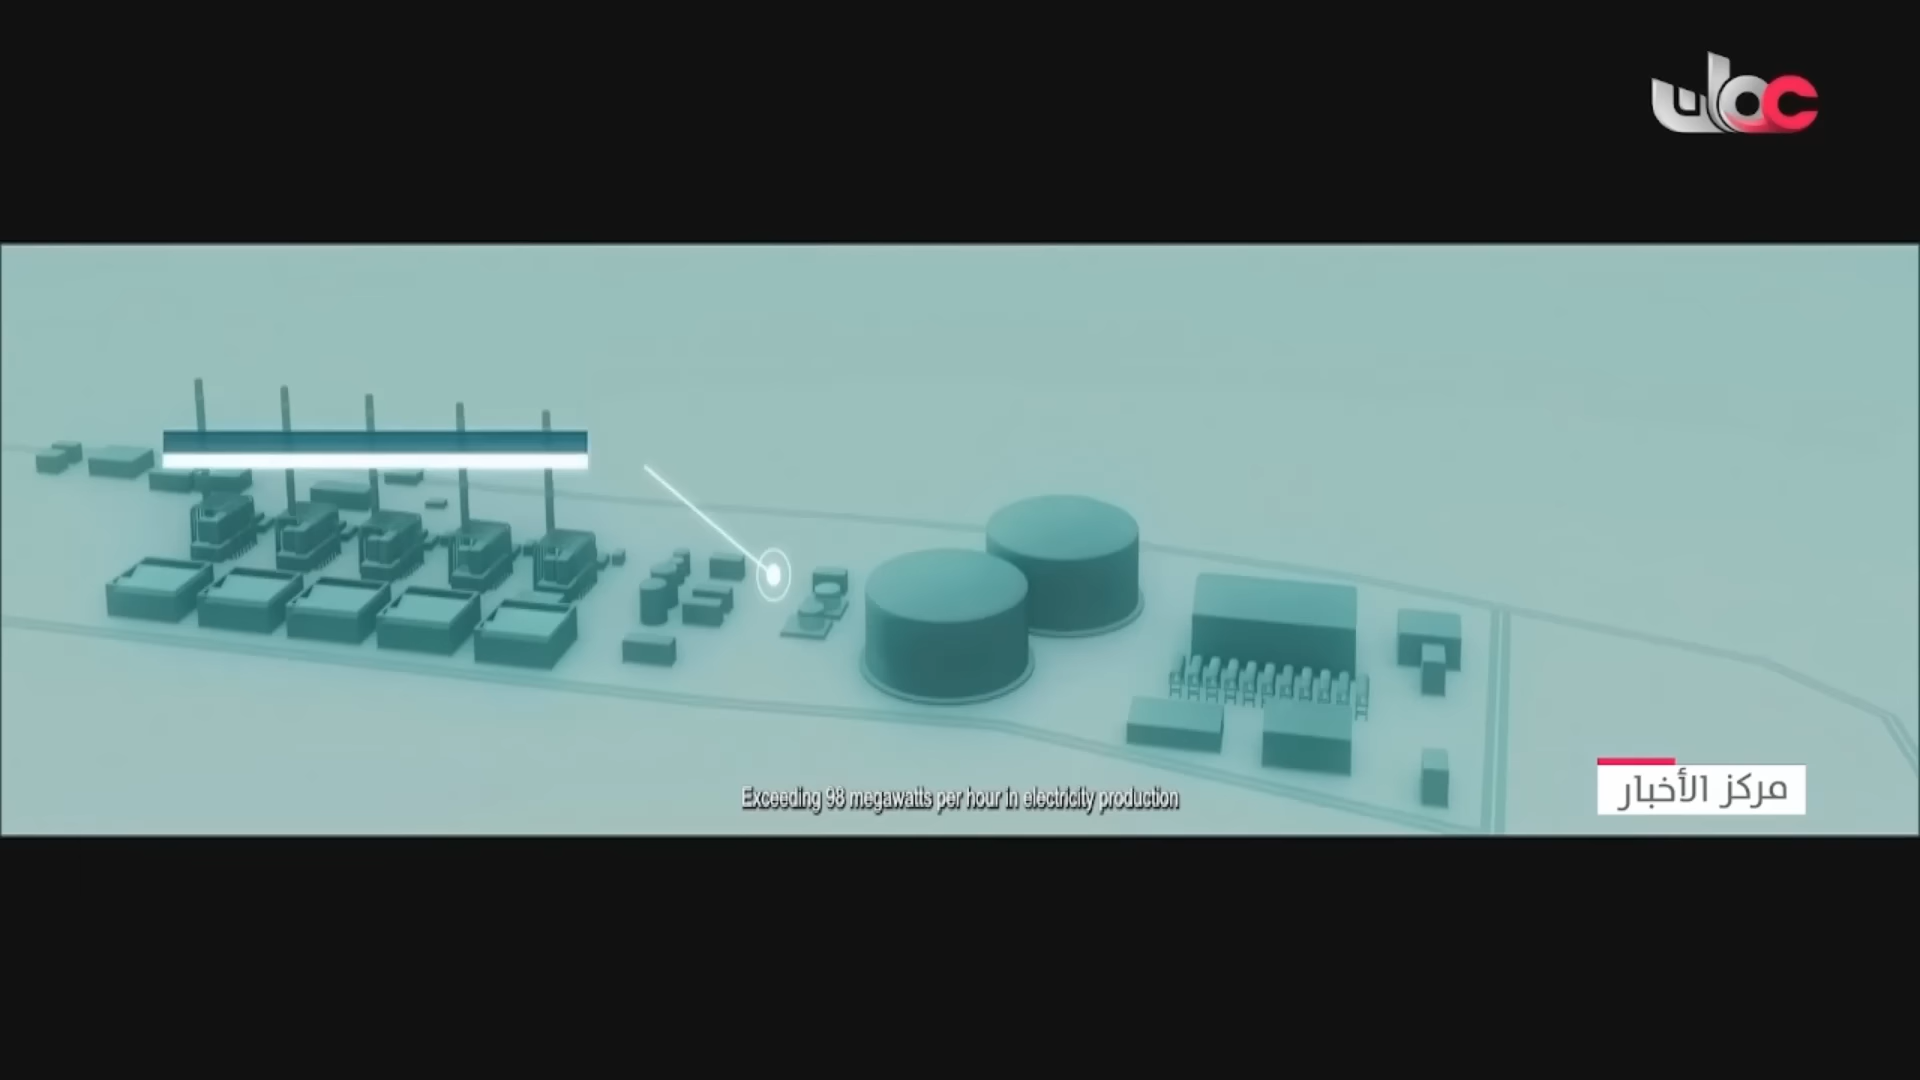 عمان
Exceeding 98 megawatts per hour in electricity production
مركز الأخبار